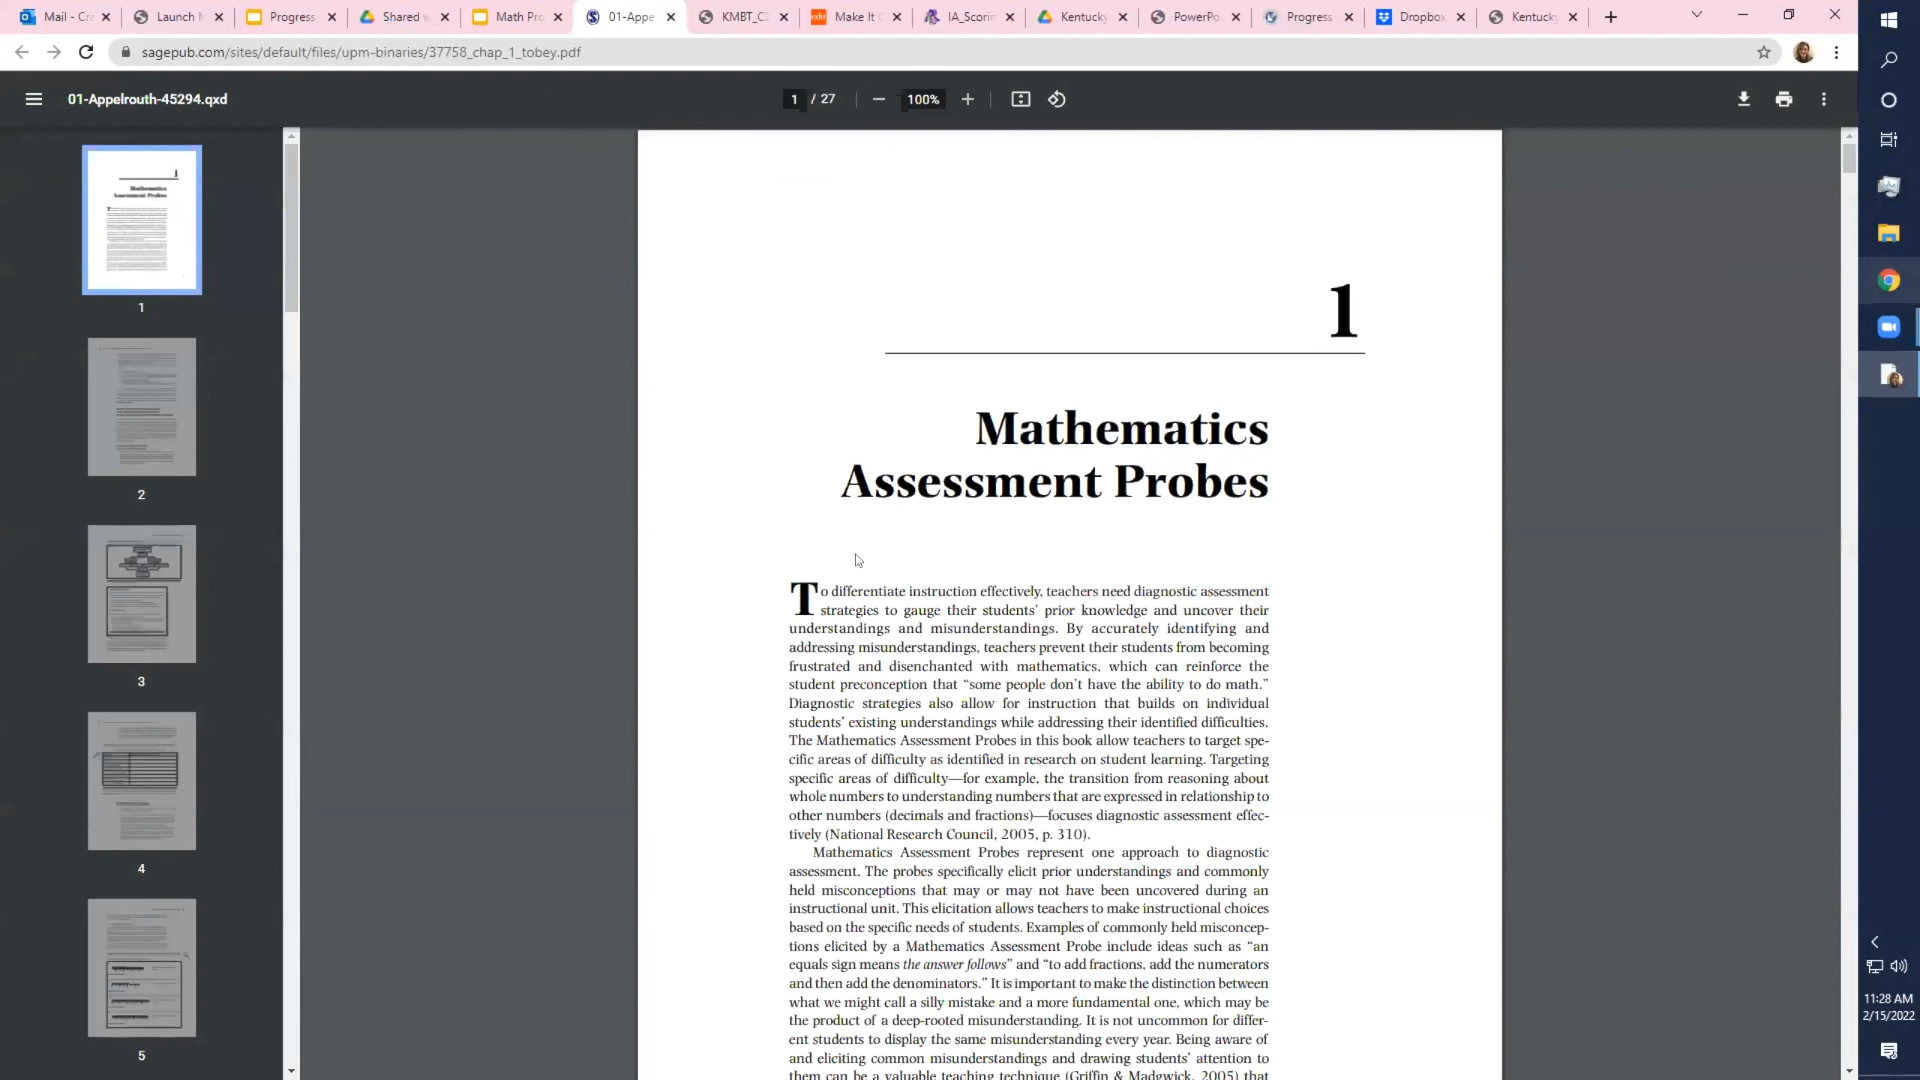 Mail - Cra
Launch M
Progress
Shared w
Math Pro
01-Appe
KMBT_C2
Make It C
IA_Scorin
Kentucky
PowerPo
Progress
Dropbox
Kentucky
sagepub.com/sites/default/files/upm-binaries/37758_chap_1_tobey.pdf
01-Appelrouth-45294.qxd
1 / 27
100%
1
2
3
4
5
1
Mathematics
Assessment Probes
To differentiate instruction effectively, teachers need diagnostic assessment
strategies to gauge their students’ prior knowledge and uncover their
understandings and misunderstandings. By accurately identifying and
addressing misunderstandings, teachers prevent their students from becoming
frustrated and disenchanted with mathematics, which can reinforce the
student preconception that “some people don’t have the ability to do math.”
Diagnostic strategies also allow for instruction that builds on individual
students’ existing understandings while addressing their identified difficulties.
The Mathematics Assessment Probes in this book allow teachers to target spe-
cific areas of difficulty as identified in research on student learning. Targeting
specific areas of difficulty—for example, the transition from reasoning about
whole numbers to understanding numbers that are expressed in relationship to
other numbers (decimals and fractions)—focuses diagnostic assessment effec-
tively (National Research Council, 2005, p. 310).
Mathematics Assessment Probes represent one approach to diagnostic
assessment. The probes specifically elicit prior understandings and commonly
held misconceptions that may or may not have been uncovered during an
instructional unit. This elicitation allows teachers to make instructional choices
based on the specific needs of students. Examples of commonly held misconcep-
tions elicited by a Mathematics Assessment Probe include ideas such as “an
equals sign means the answer follows” and “to add fractions, add the numerators
and then add the denominators.” It is important to make the distinction between
what we might call a silly mistake and a more fundamental one, which may be
the product of a deep-rooted misunderstanding. It is not uncommon for differ-
ent students to display the same misunderstanding every year. Being aware of
and eliciting common misunderstandings and drawing students’ attention to
them can be a valuable teaching technique (Griffin & Madgwick, 2005) that
11:28 AM
2/15/2022